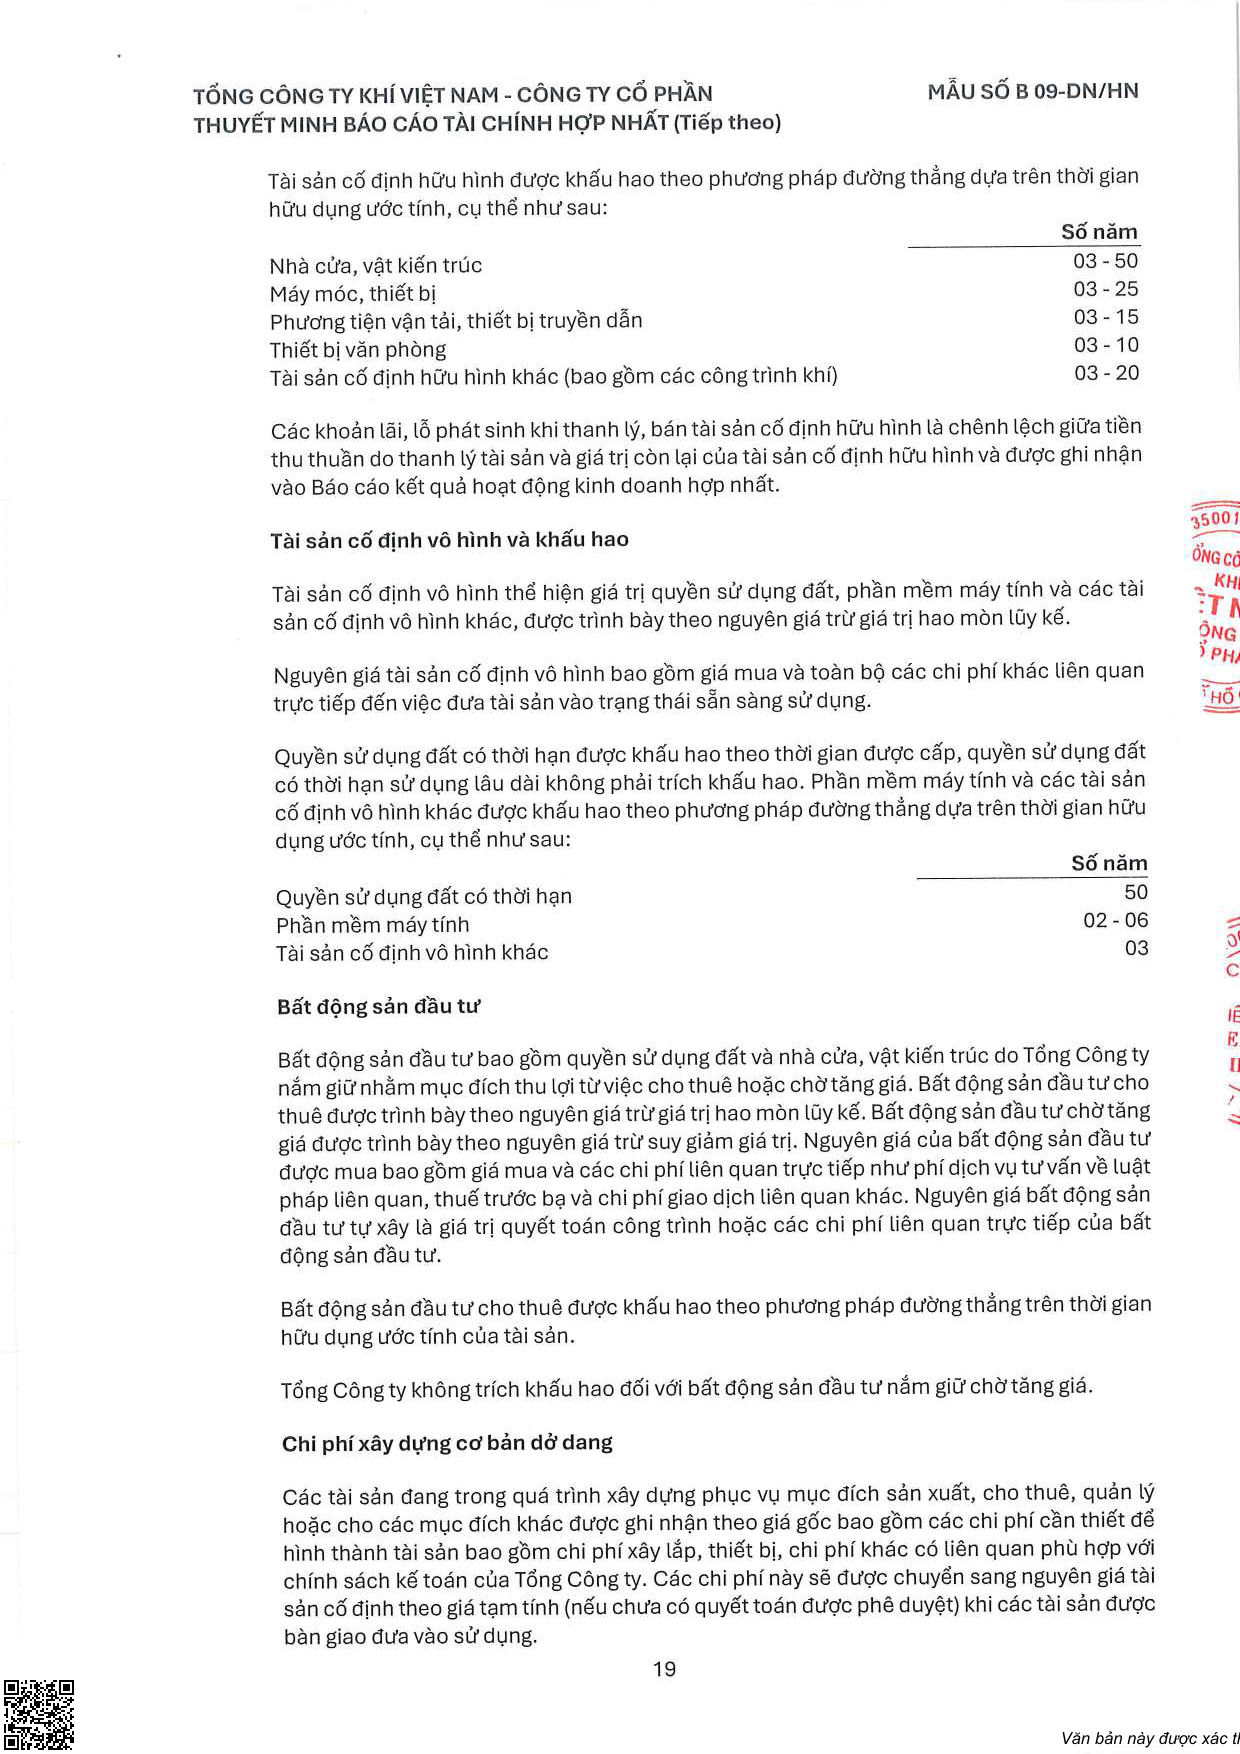 TỔNG CÔNG TY KHÍ VIỆT NAM - CÔNG TY CỔ PHẦN
MẪU SỐ B 09-DN/HN
THUYẾT MINH BÁO CÁO TÀI CHÍNH HỢP NHẤT (Tiếp theo)
Tài sản cố định hữu hình được khấu hao theo phương pháp đường thẳng dựa trên thời gian
hữu dụng ước tính, cụ thể như sau:
Số năm
Nhà cửa, vật kiến trúc 03 - 50
Máy móc, thiết bị 03 - 25
Phương tiện vận tải, thiết bị truyền dẫn 03 - 15
Thiết bị văn phòng 03 - 10
Tài sản cố định hữu hình khác (bao gồm các công trình khí) 03 - 20
Các khoản lãi, lỗ phát sinh khi thanh lý, bán tài sản cố định hữu hình là chênh lệch giữa tiền
thu thuần do thanh lý tài sản và giá trị còn lại của tài sản cố định hữu hình và được ghi nhận
vào Báo cáo kết quả hoạt động kinh doanh hợp nhất.
Tài sản cố định vô hình và khấu hao
Tài sản cố định vô hình thể hiện giá trị quyền sử dụng đất, phần mềm máy tính và các tài
sản cố định vô hình khác, được trình bày theo nguyên giá trừ giá trị hao mòn lũy kế.
Nguyên giá tài sản cố định vô hình bao gồm giá mua và toàn bộ các chi phí khác liên quan
trực tiếp đến việc đưa tài sản vào trạng thái sẵn sàng sử dụng.
Quyền sử dụng đất có thời hạn được khấu hao theo thời gian được cấp, quyền sử dụng đất
có thời hạn sử dụng lâu dài không phải trích khấu hao. Phần mềm máy tính và các tài sản
cố định vô hình khác được khấu hao theo phương pháp đường thẳng dựa trên thời gian hữu
dụng ước tính, cụ thể như sau:
Số năm
Quyền sử dụng đất có thời hạn 50
Phần mềm máy tính 02 - 06
Tài sản cố định vô hình khác 03
Bất động sản đầu tư
Bất động sản đầu tư bao gồm quyền sử dụng đất và nhà cửa, vật kiến trúc do Tổng Công ty
nắm giữ nhằm mục đích thu lợi từ việc cho thuê hoặc chờ tăng giá. Bất động sản đầu tư cho
thuê được trình bày theo nguyên giá trừ giá trị hao mòn lũy kế. Bất động sản đầu tư chờ tăng
giá được trình bày theo nguyên giá trừ suy giảm giá trị. Nguyên giá của bất động sản đầu tư
được mua bao gồm giá mua và các chi phí liên quan trực tiếp như phí dịch vụ tư vấn về luật
pháp liên quan, thuế trước bạ và chi phí giao dịch liên quan khác. Nguyên giá bất động sản
đầu tư tự xây là giá trị quyết toán công trình hoặc các chi phí liên quan trực tiếp của bất
động sản đầu tư.
Bất động sản đầu tư cho thuê được khấu hao theo phương pháp đường thẳng trên thời gian
hữu dụng ước tính của tài sản.
Tổng Công ty không trích khấu hao đối với bất động sản đầu tư nắm giữ chờ tăng giá.
Chi phí xây dựng cơ bản dở dang
Các tài sản đang trong quá trình xây dựng phục vụ mục đích sản xuất, cho thuê, quản lý
hoặc cho các mục đích khác được ghi nhận theo giá gốc bao gồm các chi phí cần thiết để
hình thành tài sản bao gồm chi phí xây lắp, thiết bị, chi phí khác có liên quan phù hợp với
chính sách kế toán của Tổng Công ty. Các chi phí này sẽ được chuyển sang nguyên giá tài
sản cố định theo giá tạm tính (nếu chưa có quyết toán được phê duyệt) khi các tài sản được
bàn giao đưa vào sử dụng.
19
35001
Văn bản này được xác